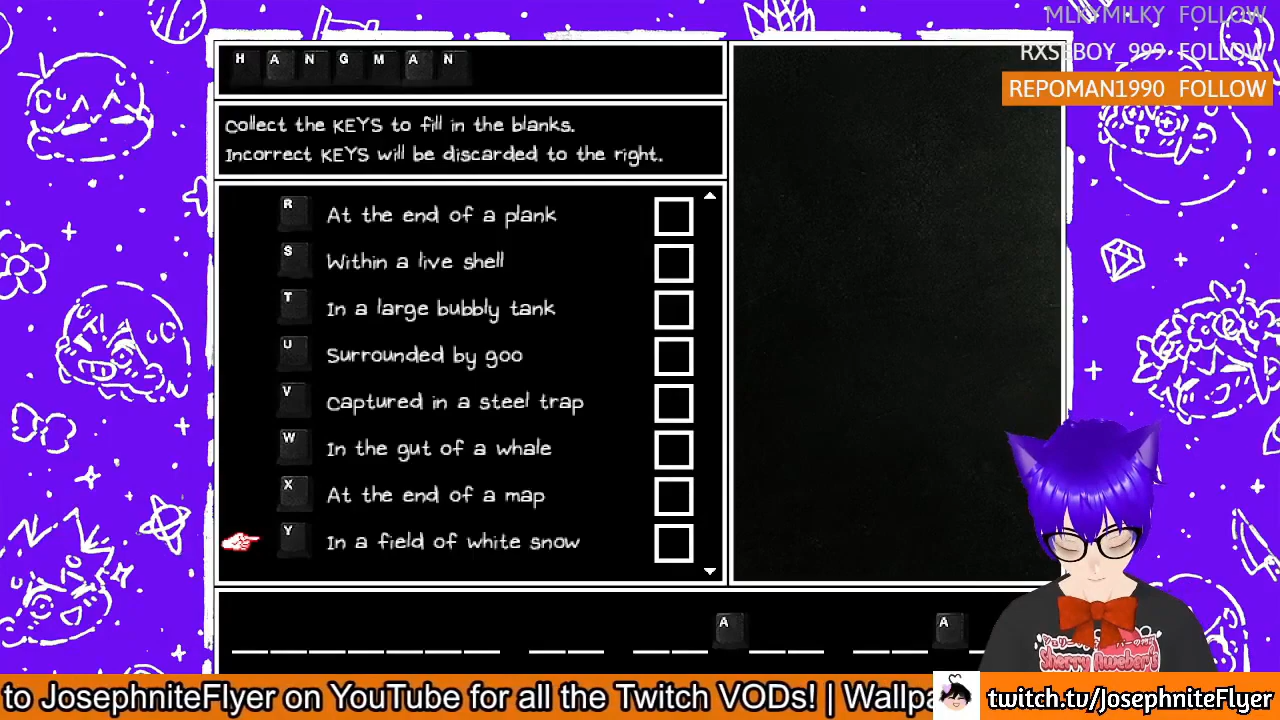 MLKYMILKY FOLLOW
RXSEBOY_999 FOLLOW
REPOMAN1990 FOLLOW
H A N G M A N
Collect the KEYS to fill in the blanks.
Incorrect KEYS will be discarded to the right.
R At the end of a plank
S Within a live shell
T In a large bubbly tank
U Surrounded by goo
V Captured in a steel trap
W In the gut of a whale
X At the end of a map
Y In a field of white snow
A A
to JosephniteFlyer on YouTube for all the Twitch VODs! |
twitch.tv/JosephniteFlyer
Sherry Aweber's